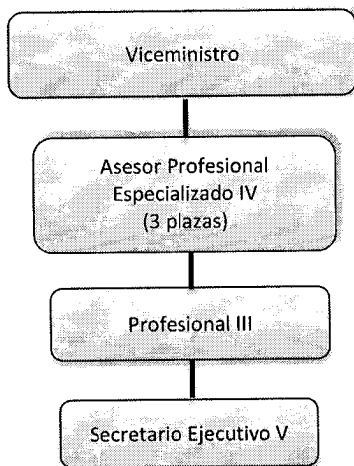 Viceministro
Asesor Profesional
Especializado IV
(3 plazas)
Profesional III
Secretario Ejecutivo V